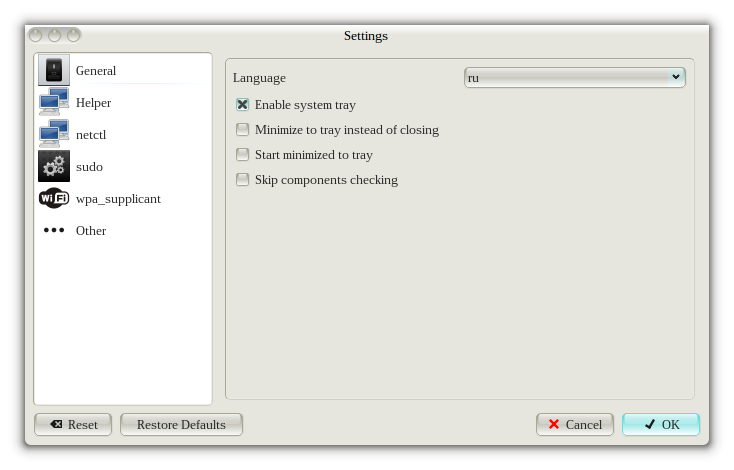 Settings
General
Helper
netctl
sudo
WiFi
wpa_supplicant
Other
Language
ru
Enable system tray
Minimize to tray instead of closing
Start minimized to tray
Skip components checking
Reset
Restore Defaults
Cancel
OK